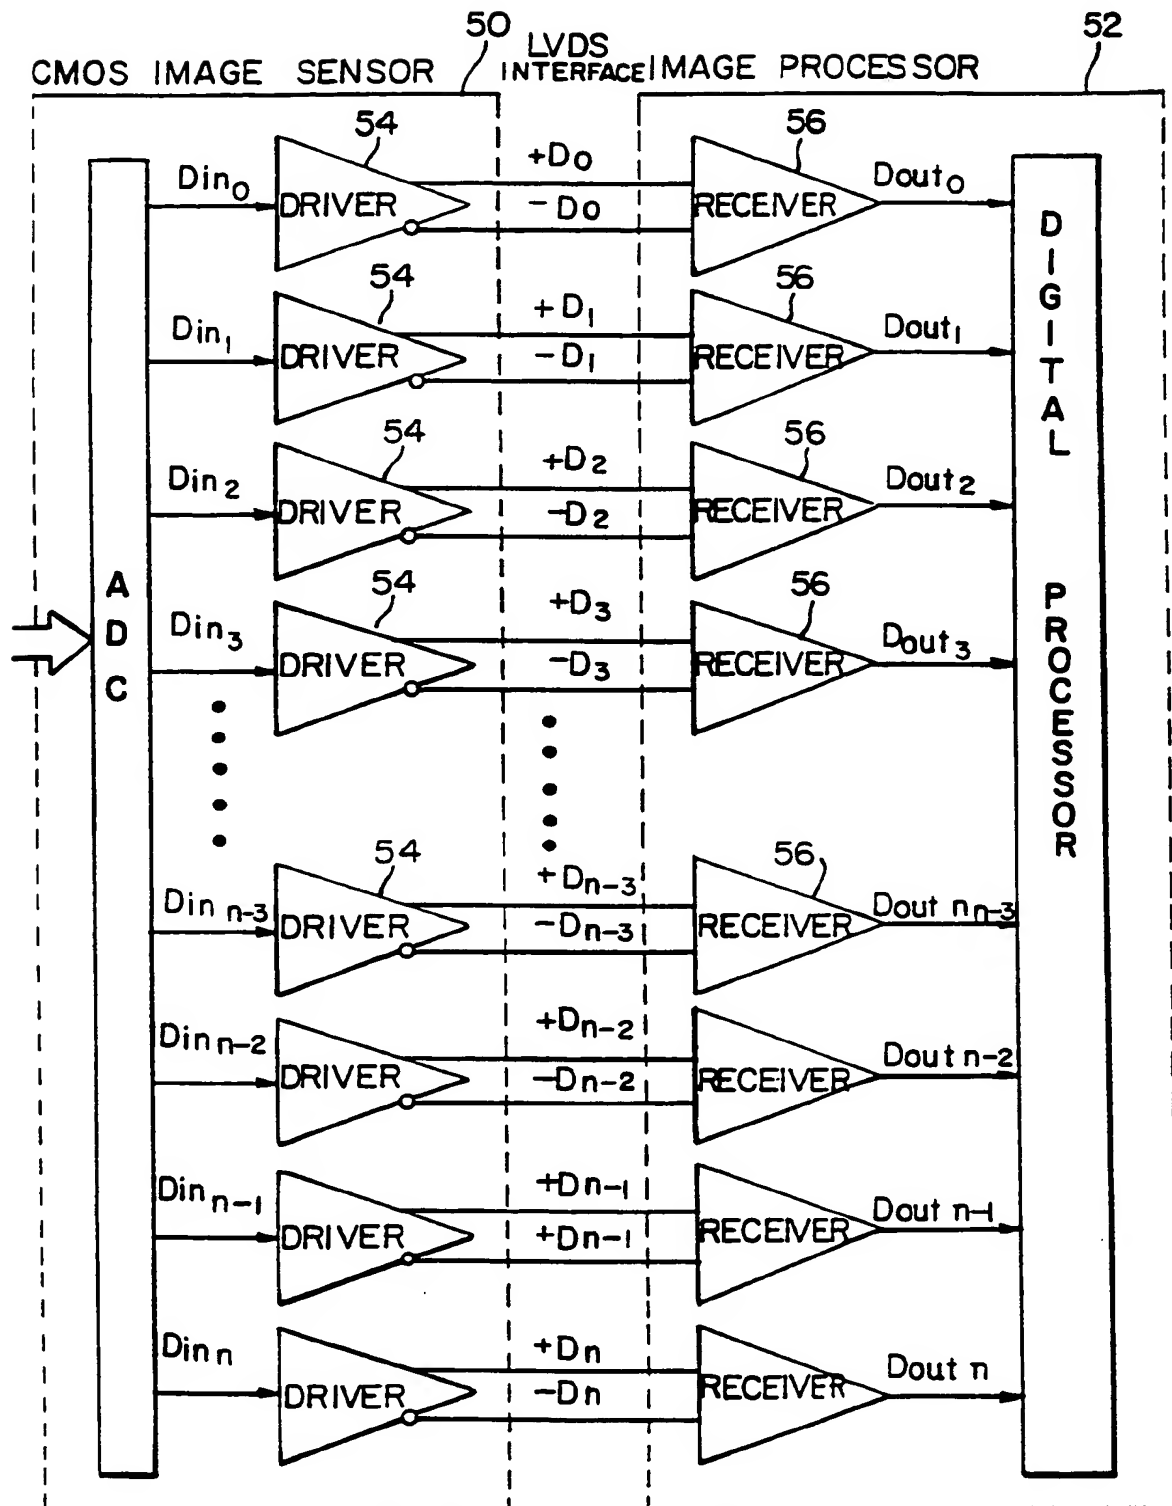 50
52
CMOS IMAGE SENSOR
LVDS INTERFACE
IMAGE PROCESSOR
54
56
Din0
DRIVER
+D0
-D0
RECEIVER
Dout0
54
56
Din1
DRIVER
+D1
-D1
RECEIVER
Dout1
54
56
Din2
DRIVER
+D2
-D2
RECEIVER
Dout2
54
56
Din3
DRIVER
+D3
-D3
RECEIVER
Dout3
ADC
DIGITAL PROCESSOR
54
56
Din n-3
DRIVER
+Dn-3
-Dn-3
RECEIVER
Dout nn-3
Din n-2
DRIVER
+Dn-2
-Dn-2
RECEIVER
Dout n-2
Din n-1
DRIVER
+Dn-1
+Dn-1
RECEIVER
Dout n-1
Din n
DRIVER
+Dn
-Dn
RECEIVER
Dout n